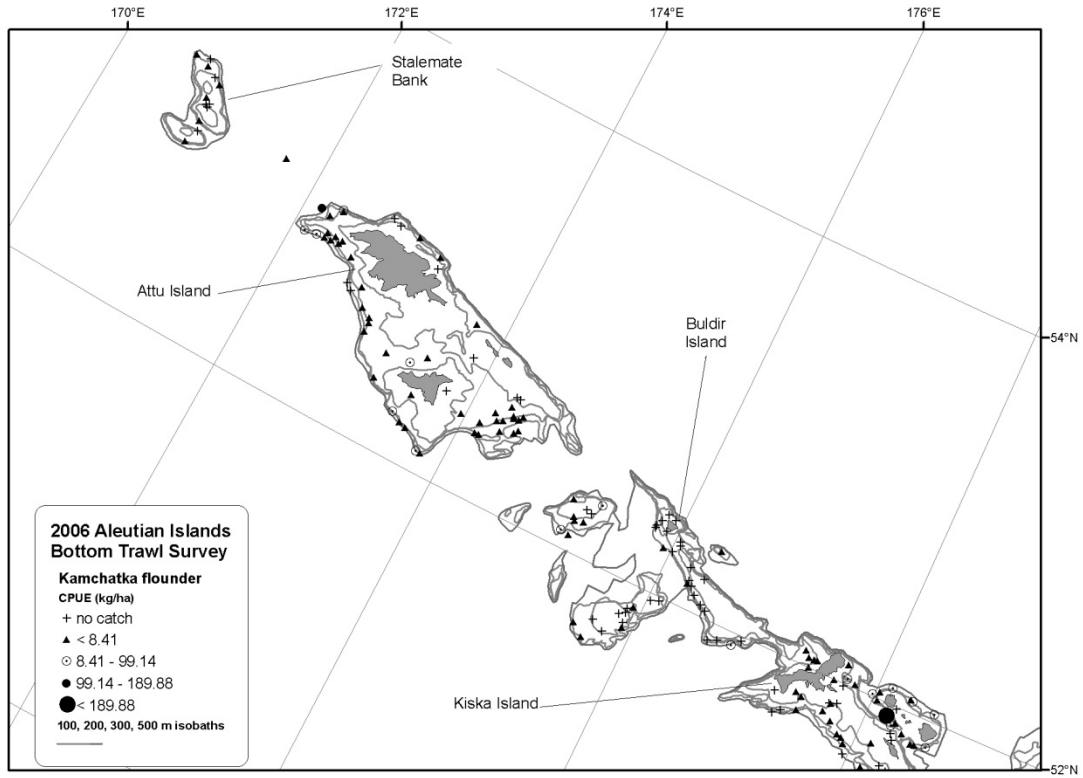 170°E
172°E
174°E
176°E
Stalemate
Bank
Attu Island
Buldir
Island
54°N
Kiska Island
52°N
2006 Aleutian Islands
Bottom Trawl Survey
Kamchatka flounder
CPUE (kg/ha)
no catch
< 8.41
8.41 - 99.14
99.14 - 189.88
< 189.88
100, 200, 300, 500 m isobaths